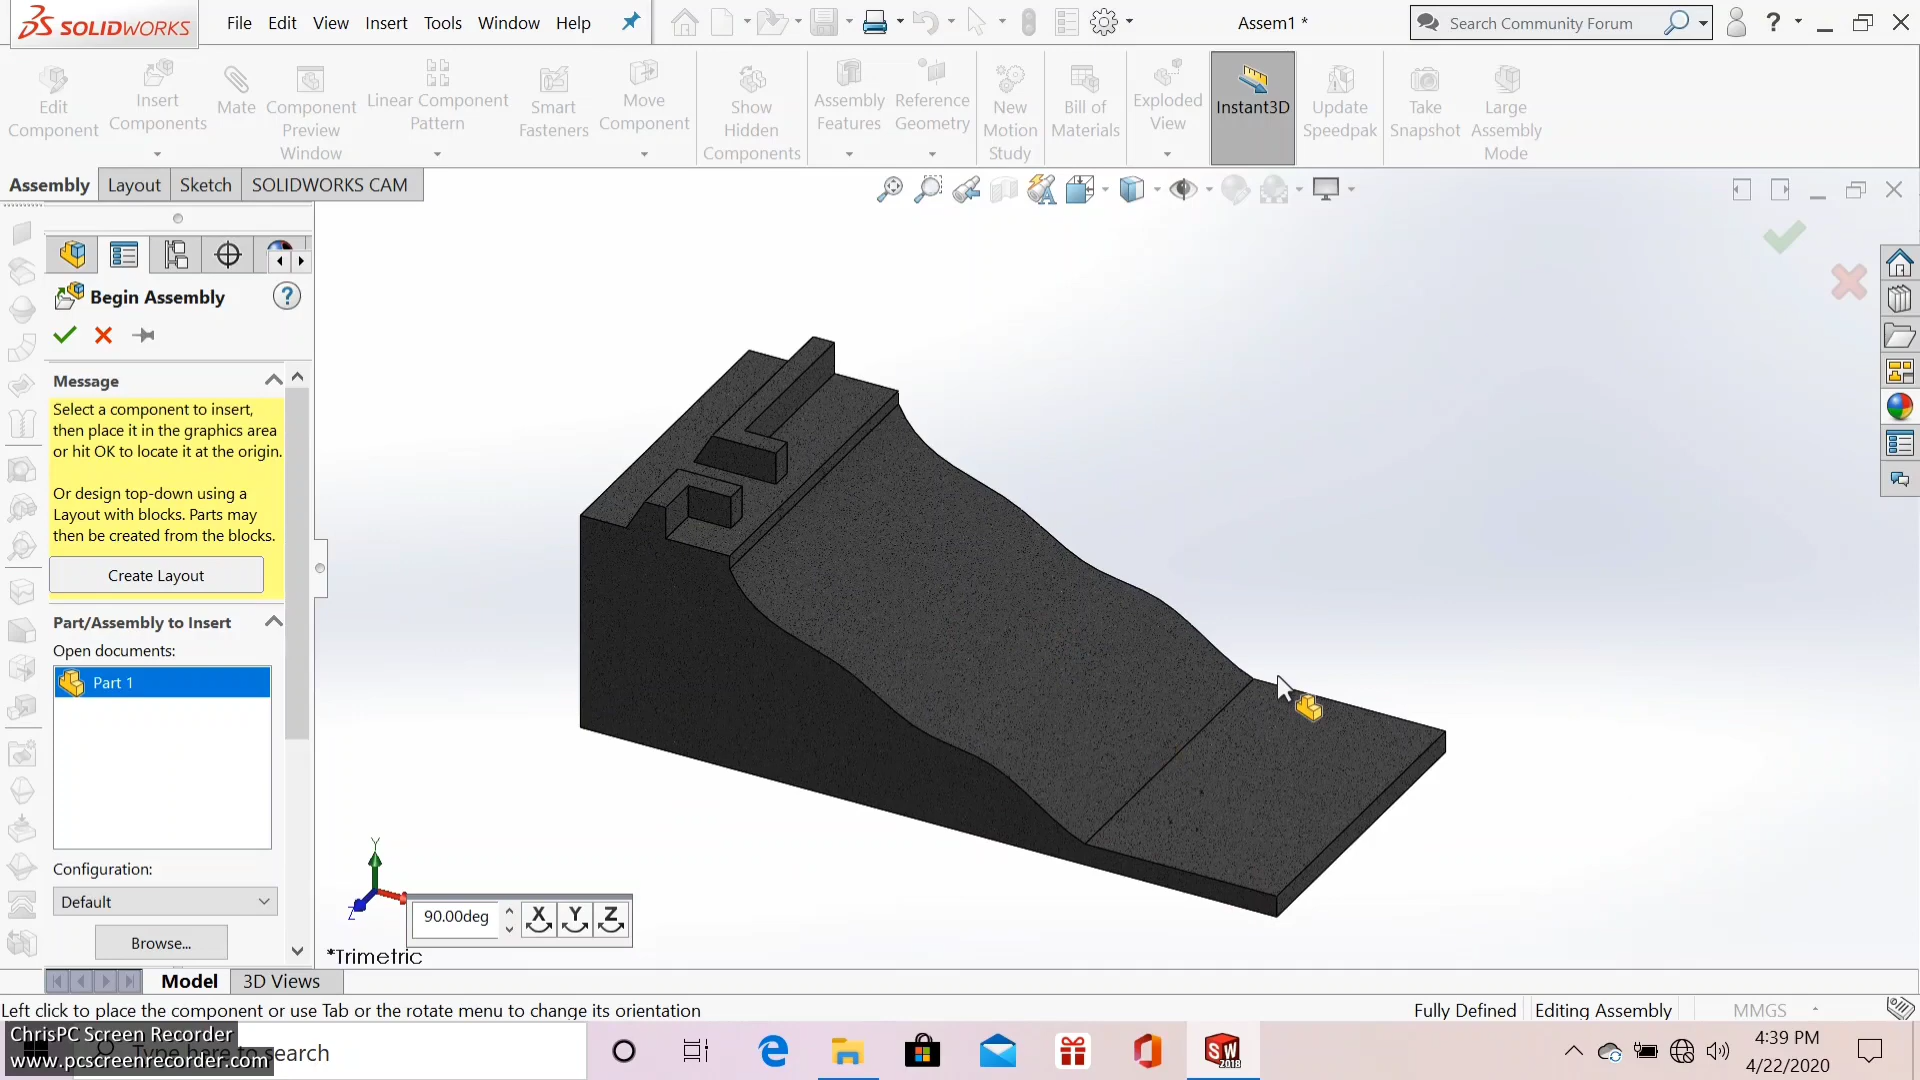 SOLIDWORKS
File Edit View Insert Tools Window Help
Assem1 *
Search Community Forum
?
Edit Component
Insert Components
Mate
Component Preview Window
Linear Component Pattern
Smart Fasteners
Move Component
Show Hidden Components
Assembly Features
Reference Geometry
New Motion Study
Bill of Materials
Exploded View
Instant3D
Update Speedpak
Take Snapshot
Large Assembly Mode
Assembly Layout Sketch SOLIDWORKS CAM
Begin Assembly
?
Message
Select a component to insert,
then place it in the graphics area
or hit OK to locate it at the origin.
Or design top-down using a
Layout with blocks. Parts may
then be created from the blocks.
Create Layout
Part/Assembly to Insert
Open documents:
Part 1
Configuration:
Default
Browse...
Y
Z
90.00deg X Y Z
*Trimetric
Model 3D Views
Left click to place the component or use Tab or the rotate menu to change its orientation
Fully Defined Editing Assembly MMGS
ChrisPC Screen Recorder
www.pcscreenrecorder.com
Type here to search
SW
2018
4:39 PM
4/22/2020